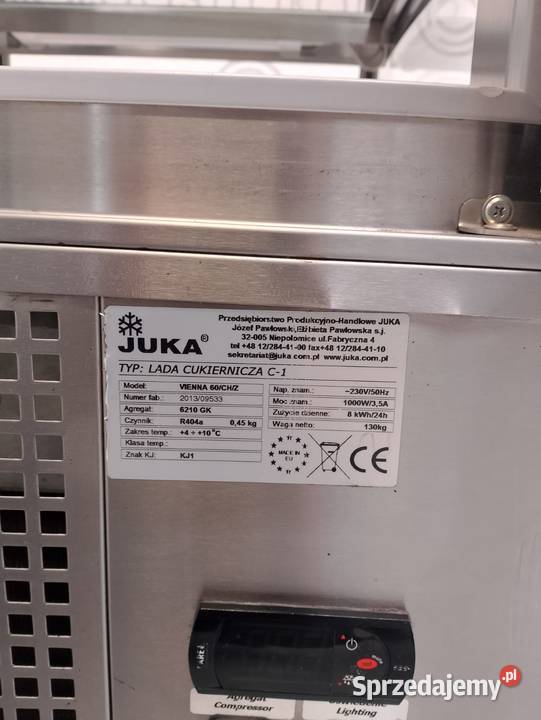 Przedsiębiorstwo Produkcyjno-Handlowe JUKA
Józef Pawłowski,Elżbieta Pawłowska s.j.
32-005 Niepołomice ul.Fabryczna 4
tel +48 12/284-41-00 fax+48 12/284-41-10
sekretariat@juka.com.pl www.juka.com.pl
JUKA®
TYP: LADA CUKIERNICZA C-1
Model: VIENNA 60/CH/Z
Numer fab.: 2013/09533
Agregat: 6210 GK
Czynnik: R404a 0,45 kg
Zakres temp.: +4 ÷ +10°C
Klasa temp.:
Znak KJ: KJ1
Nap. znam.: ~230V/50Hz
Moc znam.: 1000W/3,5A
Zużycie dzienne: 8 kWh/24h
Waga netto: 130kg
MADE IN
EU
CE
Agregat
Compressor
Oświetlenie
Lighting
Sprzedajemy.pl